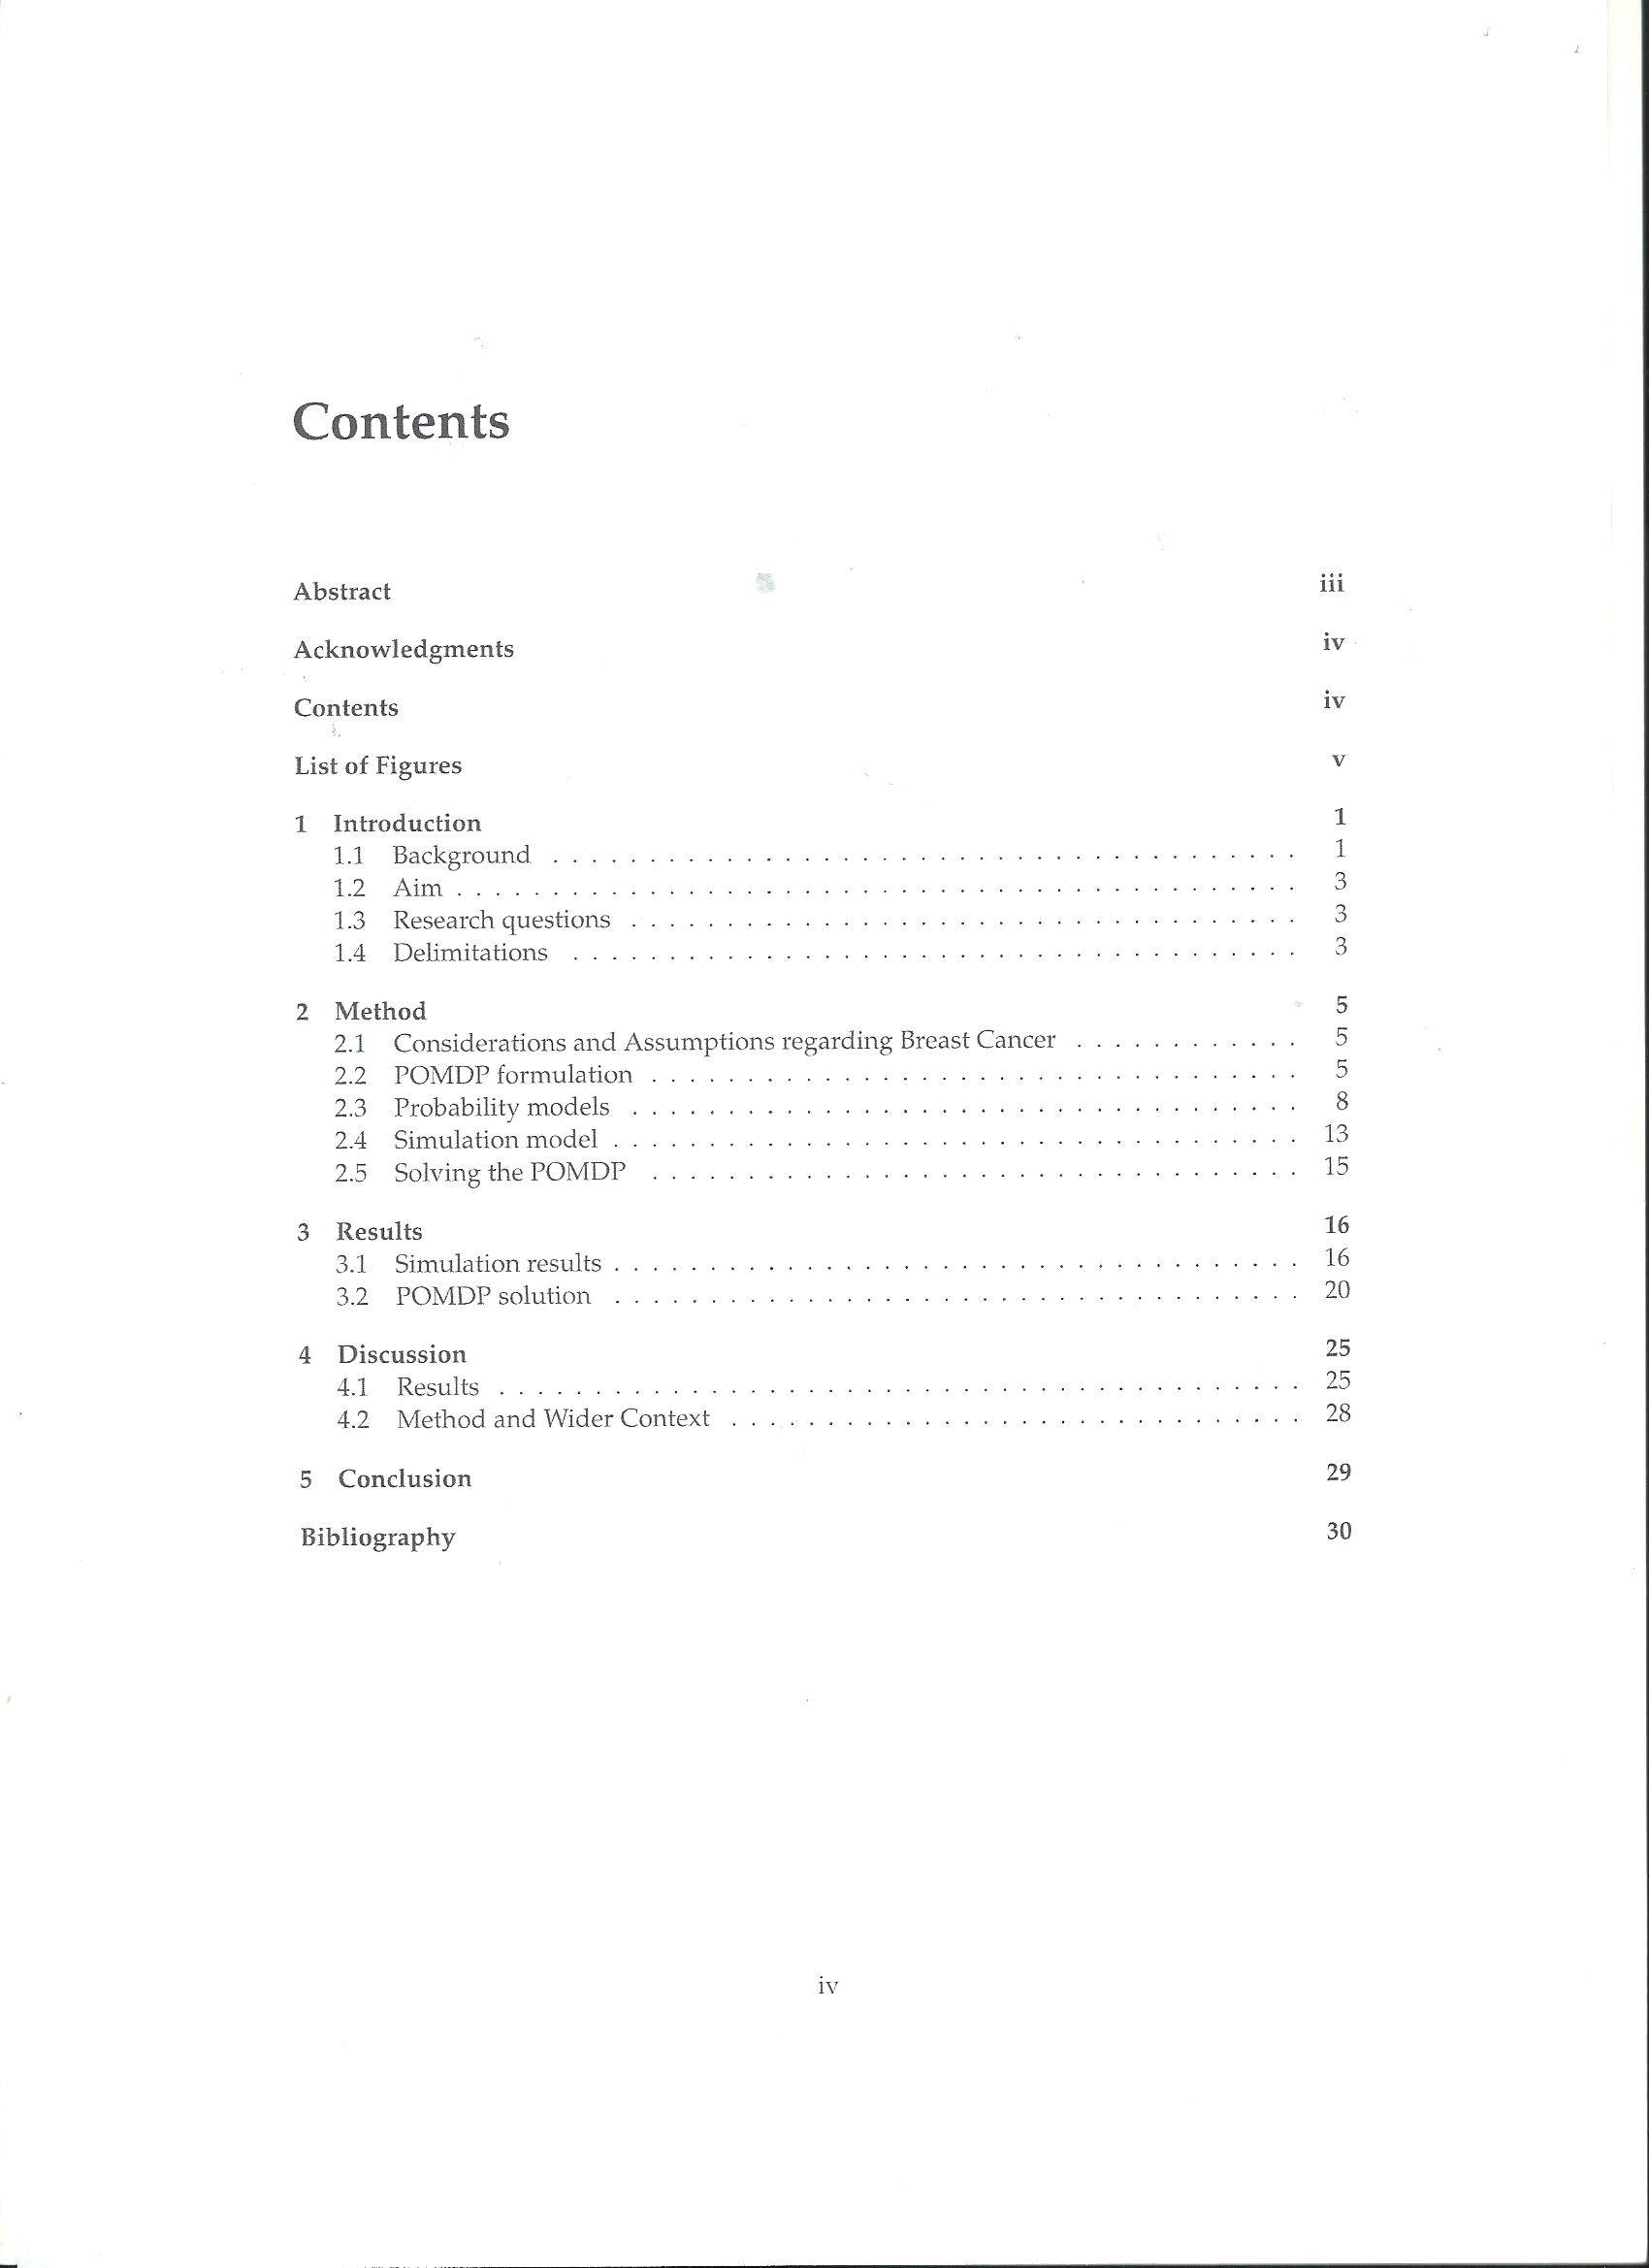 Contents
Abstract iii
Acknowledgments iv
Contents iv
List of Figures v
1 Introduction 1
1.1 Background . . . . . . . . . . . . . . . . . . . . . . . . . . . . . . . . . . . . . . . 1
1.2 Aim . . . . . . . . . . . . . . . . . . . . . . . . . . . . . . . . . . . . . . . . . . . . 3
1.3 Research questions . . . . . . . . . . . . . . . . . . . . . . . . . . . . . . . . . . . 3
1.4 Delimitations . . . . . . . . . . . . . . . . . . . . . . . . . . . . . . . . . . . . . . 3
2 Method 5
2.1 Considerations and Assumptions regarding Breast Cancer . . . . . . . . . . . . 5
2.2 POMDP formulation . . . . . . . . . . . . . . . . . . . . . . . . . . . . . . . . . . 5
2.3 Probability models . . . . . . . . . . . . . . . . . . . . . . . . . . . . . . . . . . . 8
2.4 Simulation model . . . . . . . . . . . . . . . . . . . . . . . . . . . . . . . . . . . . 13
2.5 Solving the POMDP . . . . . . . . . . . . . . . . . . . . . . . . . . . . . . . . . . 15
3 Results 16
3.1 Simulation results . . . . . . . . . . . . . . . . . . . . . . . . . . . . . . . . . . . . 16
3.2 POMDP solution . . . . . . . . . . . . . . . . . . . . . . . . . . . . . . . . . . . . 20
4 Discussion 25
4.1 Results . . . . . . . . . . . . . . . . . . . . . . . . . . . . . . . . . . . . . . . . . . 25
4.2 Method and Wider Context . . . . . . . . . . . . . . . . . . . . . . . . . . . . . . 28
5 Conclusion 29
Bibliography 30
iv